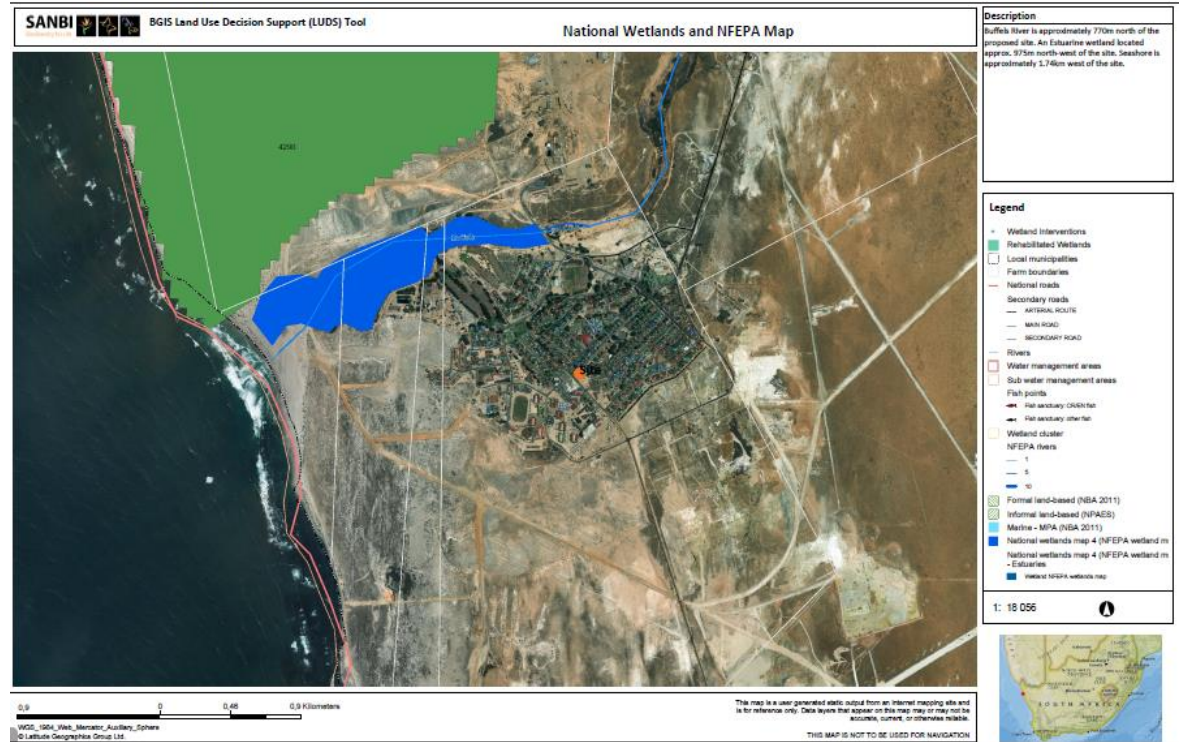 SANBI
Biodiversity for Life
BGIS Land Use Decision Support (LUDS) Tool
National Wetlands and NFEPA Map
Description
Buffels River is approximately 770m north of the
proposed site. An Estuarine wetland located
approx. 975m north-west of the site. Seashore is
approximately 1.74km west of the site.
Buffels
Site
Legend
Wetland Interventions
Rehabilitated Wetlands
Local municipalities
Farm boundaries
National roads
Secondary roads
ARTERIAL ROUTE
MAIN ROAD
SECONDARY ROAD
Rivers
Water management areas
Sub water management areas
Fish points
Fish sanctuary: CR/EN fish
Fish sanctuary: other fish
Wetland cluster
NFEPA rivers
1
5
10
Formal land-based (NBA 2011)
Informal land-based (NPAES)
Marine - MPA (NBA 2011)
National wetlands map 4 (NFEPA wetland m
National wetlands map 4 (NFEPA wetland m
- Estuaries
Wetland NFEPA wetlands map
1: 18 056
SOUTH AFRICA
0,9
0
0,46
0,9 Kilometers
WGS_1984_Web_Mercator_Auxiliary_Sphere
© Latitude Geographics Group Ltd.
This map is a user generated static output from an Internet mapping site and
is for reference only. Data layers that appear on this map may or may not be
accurate, current, or otherwise reliable.
THIS MAP IS NOT TO BE USED FOR NAVIGATION